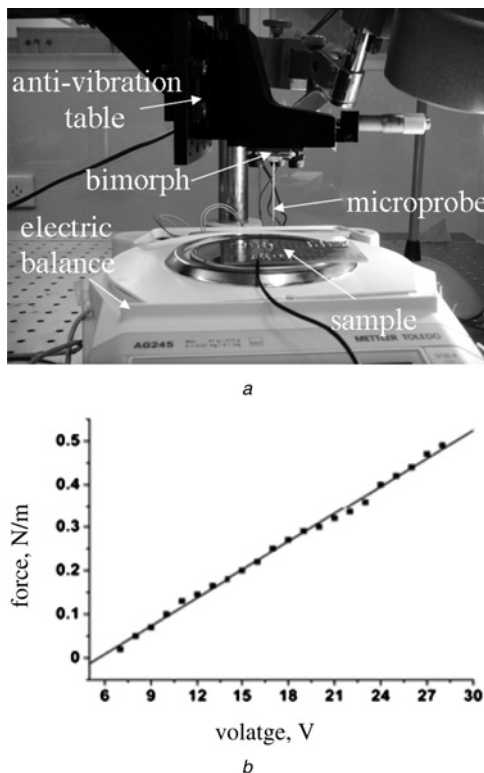 anti-vibration
table
bimorph
microprobe
electric
balance
sample
AG245
METTLER TOLEDO
a
0.5
0.4
0.3
0.2
0.1
0
force, N/m
6 9 12 15 18 21 24 27 30
volatge, V
b